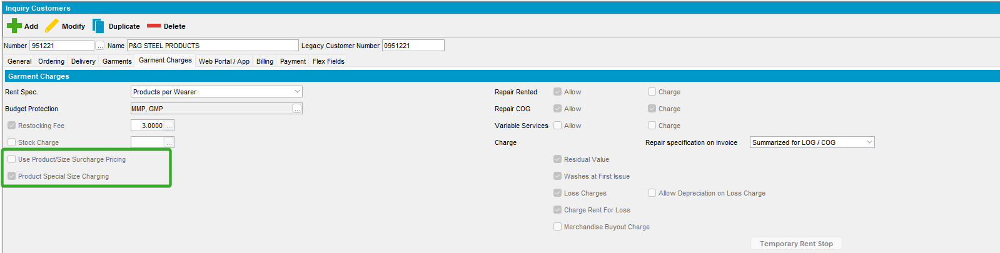 Inquiry Customers
Add Modify Duplicate Delete
Number 951221 ... Name P&G STEEL PRODUCTS Legacy Customer Number 0951221
General Ordering Delivery Garments Garment Charges Web Portal / App Billing Payment Flex Fields
Garment Charges
Rent Spec. Products per Wearer Repair Rented Allow Charge
Budget Protection MMP, GMP ... Repair COG Allow Charge
Restocking Fee 3.0000 ... Variable Services Allow Charge
Stock Charge ... Charge Repair specification on invoice Summarized for LOG / COG
Use Product/Size Surcharge Pricing Residual Value
Product Special Size Charging Washes at First Issue
Loss Charges Allow Depreciation on Loss Charge
Charge Rent For Loss
Merchandise Buyout Charge
Temporary Rent Stop